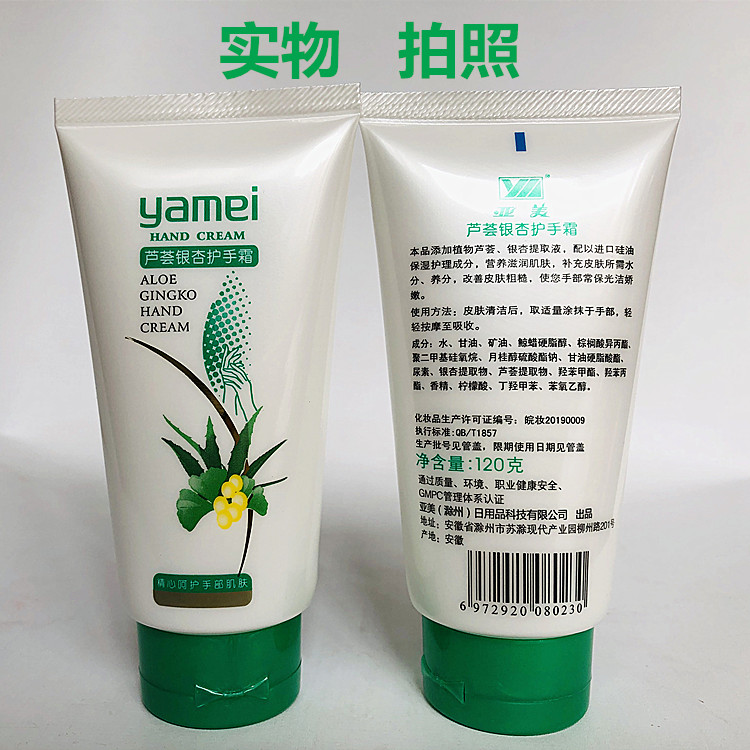 实物 拍照
yamei
HAND CREAM
芦荟银杏护手霜
ALOE
GINGKO
HAND
CREAM
精心呵护手部肌肤
亚美
芦荟银杏护手霜
本品添加植物芦荟、银杏提取液，配以进口硅油
保湿护理成分，营养滋润肌肤，补充皮肤所需水
分、养分，改善皮肤粗糙，使您手部常保光洁娇
嫩。
使用方法：皮肤清洁后，取适量涂抹于手部，轻
轻按摩至吸收。
成分：水、甘油、矿油、鲸蜡硬脂醇、棕榈酸异丙酯、
聚二甲基硅氧烷、月桂醇硫酸酯钠、甘油硬脂酸酯、
尿素、银杏提取物、芦荟提取物、羟苯甲酯、羟苯丙
酯、香精、柠檬酸、丁羟甲苯、苯氧乙醇。
化妆品生产许可证编号：皖妆20190009
执行标准:QB/T1857
生产批号见管盖，限期使用日期见管盖
净含量:120克
通过质量、环境、职业健康安全、
GMPC管理体系认证
亚美(滁州)日用品科技有限公司 出品
地址：安徽省滁州市苏滁现代产业园柳州路201号
产地：安徽
6 972920 080230